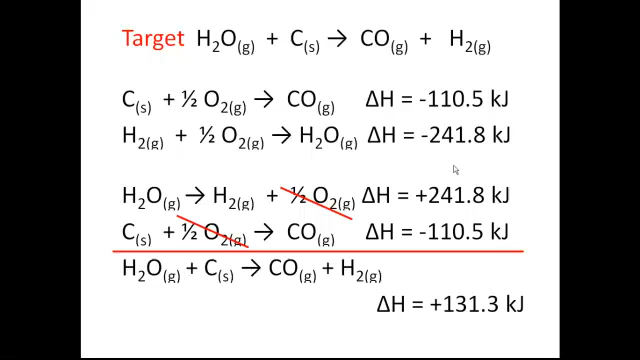 Target H₂O(g) + C(s) → CO(g) + H₂(g)
C(s) + ½ O₂(g) → CO(g) ΔH = -110.5 kJ
H₂(g) + ½ O₂(g) → H₂O(g) ΔH = -241.8 kJ
H₂O(g) → H₂(g) + ½ O₂(g) ΔH = +241.8 kJ
C(s) + ½ O₂(g) → CO(g) ΔH = -110.5 kJ
H₂O(g) + C(s) → CO(g) + H₂(g)
ΔH = +131.3 kJ